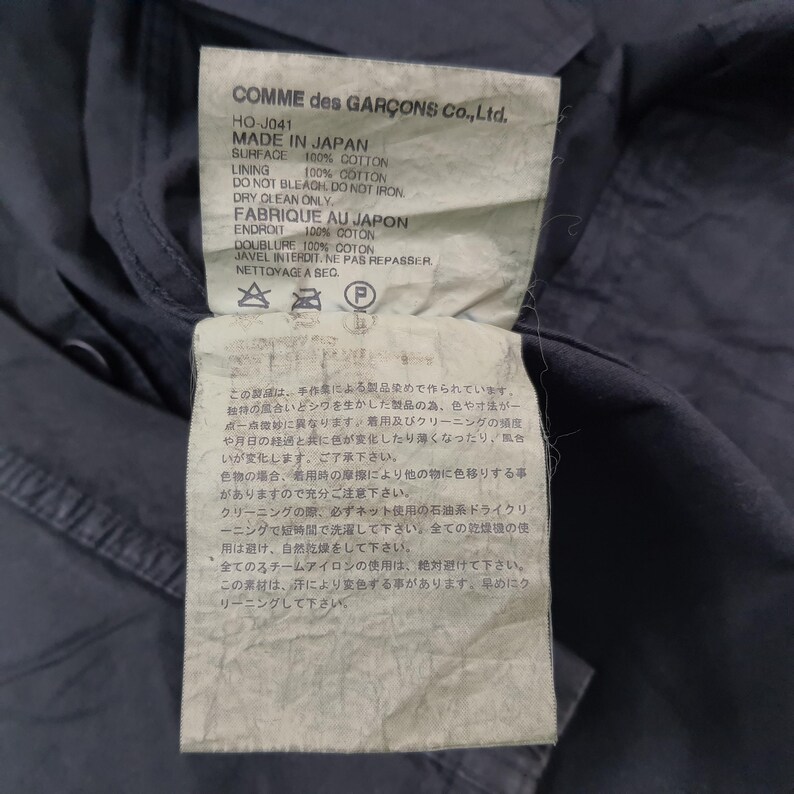 COMME des GARÇONS Co.,Ltd.
HO-J041
MADE IN JAPAN
SURFACE 100% COTTON
LINING 100% COTTON
DO NOT BLEACH. DO NOT IRON.
DRY CLEAN ONLY.
FABRIQUE AU JAPON
ENDROIT 100% COTON
DOUBLURE 100% COTON
JAVEL INTERDIT. NE PAS REPASSER.
NETTOYAGE A SEC.
P
この製品は、手作業による製品染めで作られています。
独特の風合いとシワを生かした製品の為、色や寸法が一
点一点微妙に異なります。着用及びクリーニングの頻度
や月日の経過と共に色が変化したり薄くなったり、風合
いが変化します。ご了承下さい。
色物の場合、着用時の摩擦により他の物に色移りする事
がありますので充分ご注意下さい。
クリーニングの際、必ずネット使用の石油系ドライクリ
ーニングで短時間で洗濯して下さい。全ての乾燥機の使
用は避け、自然乾燥をして下さい。
全てのスチームアイロンの使用は、絶対避けて下さい。
この素材は、汗により変色する事があります。早めにク
リーニングして下さい。